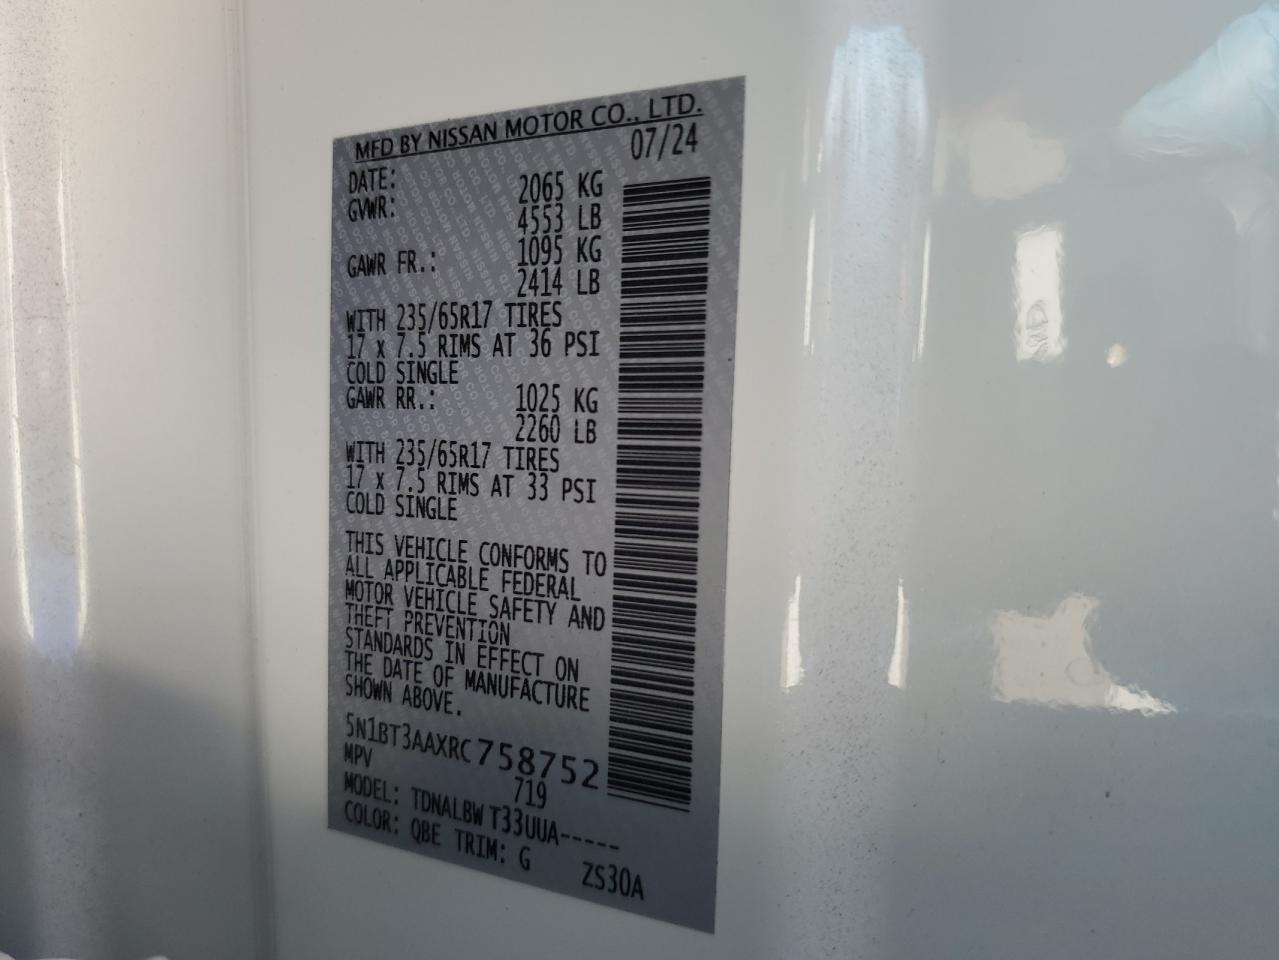 MFD BY NISSAN MOTOR CO., LTD.
DATE: 07/24
GVWR: 2065 KG
4553 LB
GAWR FR.: 1095 KG
2414 LB
WITH 235/65R17 TIRES
17 x 7.5 RIMS AT 36 PSI
COLD SINGLE
GAWR RR.: 1025 KG
2260 LB
WITH 235/65R17 TIRES
17 x 7.5 RIMS AT 33 PSI
COLD SINGLE
THIS VEHICLE CONFORMS TO
ALL APPLICABLE FEDERAL
MOTOR VEHICLE SAFETY AND
THEFT PREVENTION
STANDARDS IN EFFECT ON
THE DATE OF MANUFACTURE
SHOWN ABOVE.
5N1BT3AAXRC758752
MPV 719
MODEL: TDNALBW T33UUA-----
COLOR: QBE TRIM: G ZS30A